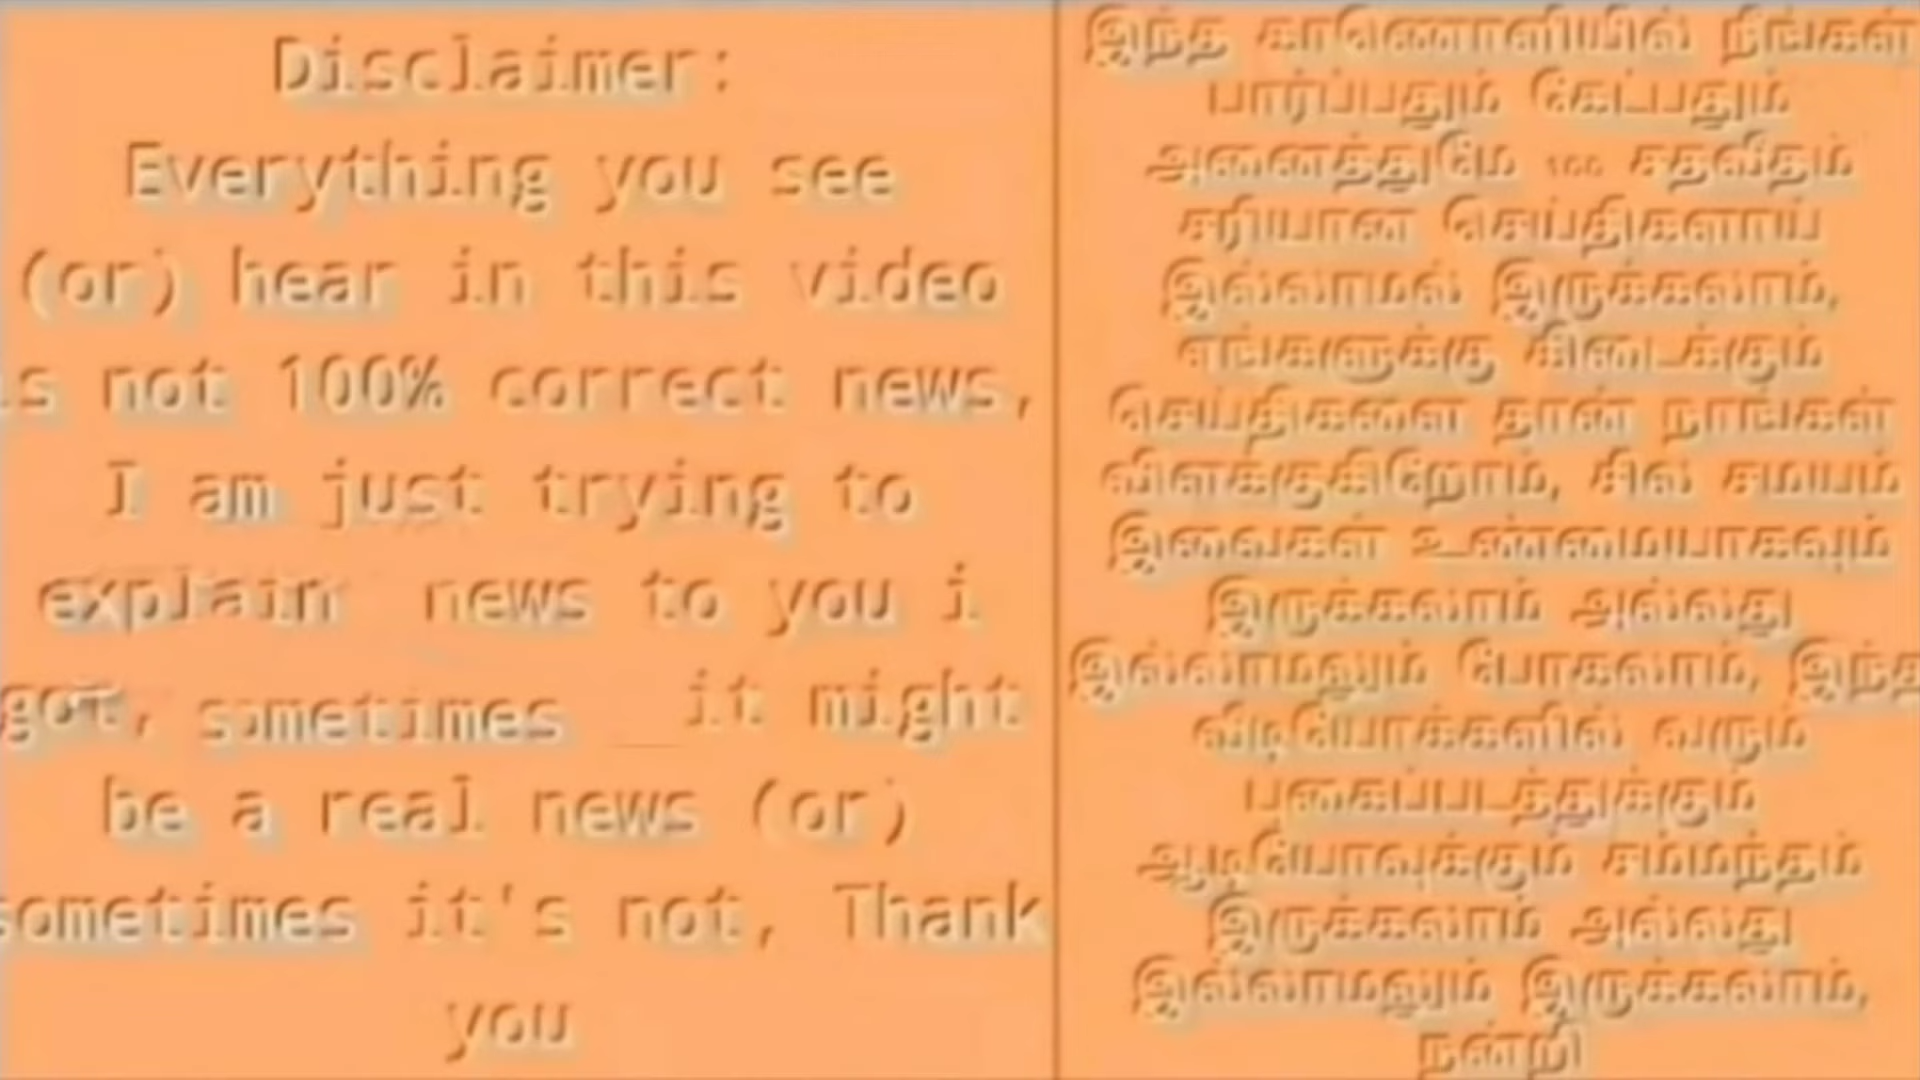 Disclaimer:
Everything you see
(or) hear in this video
is not 100% correct news,
I am just trying to
explain news to you i
got, sometimes it might
be a real news (or)
sometimes it's not, Thank
you
இந்த காணொளியில் நீங்கள்
பார்ப்பதும் கேட்பதும்
அனைத்துமே 100 சதவீதம்
சரியான செய்திகளாய்
இல்லாமல் இருக்கலாம்,
எங்களுக்கு கிடைக்கும்
செய்திகளை தான் நாங்கள்
விளக்குகிறோம், சில சமயம்
இவைகள் உண்மையாகவும்
இருக்கலாம் அல்லது
இல்லாமலும் போகலாம், இந்த
வீடியோக்களில் வரும்
புகைப்படத்துக்கும்
ஆடியோவுக்கும் சம்மந்தம்
இருக்கலாம் அல்லது
இல்லாமலும் இருக்கலாம்,
நன்றி